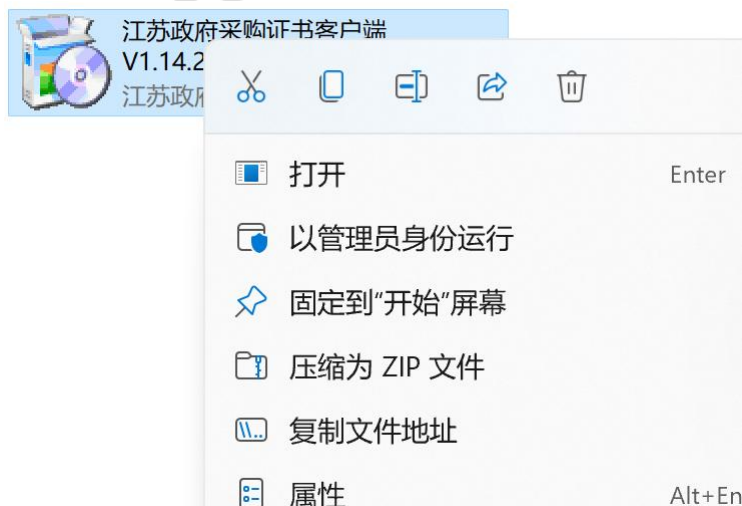 江苏政府采购证书客户端
V1.14.2
江苏政府
打开 Enter
以管理员身份运行
固定到“开始”屏幕
压缩为 ZIP 文件
复制文件地址
属性 Alt+En